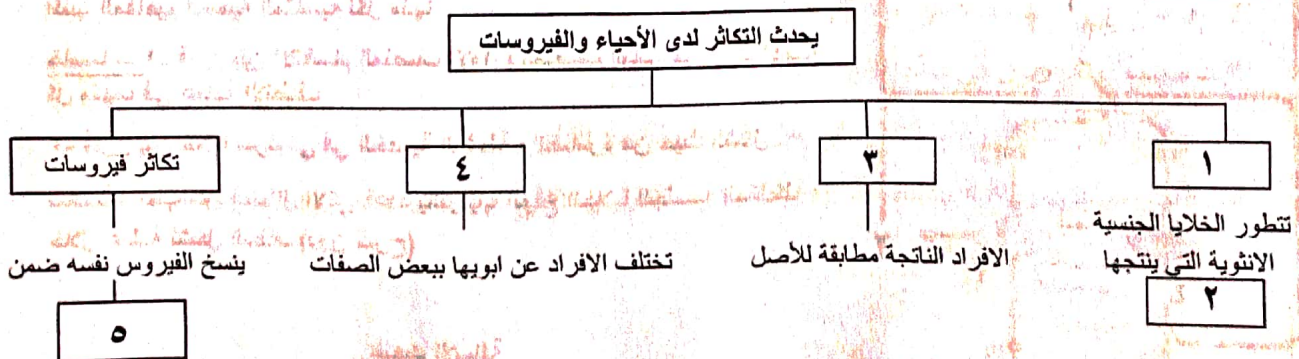 يحدث التكاثر لدى الأحياء والفيروسات
١
٣
٤
تكاثر فيروسات
تتطور الخلايا الجنسية
الانثوية التي ينتجها
٢
الافراد الناتجة مطابقة للأصل
تختلف الافراد عن ابويها ببعض الصفات
ينسخ الفيروس نفسه ضمن
٥